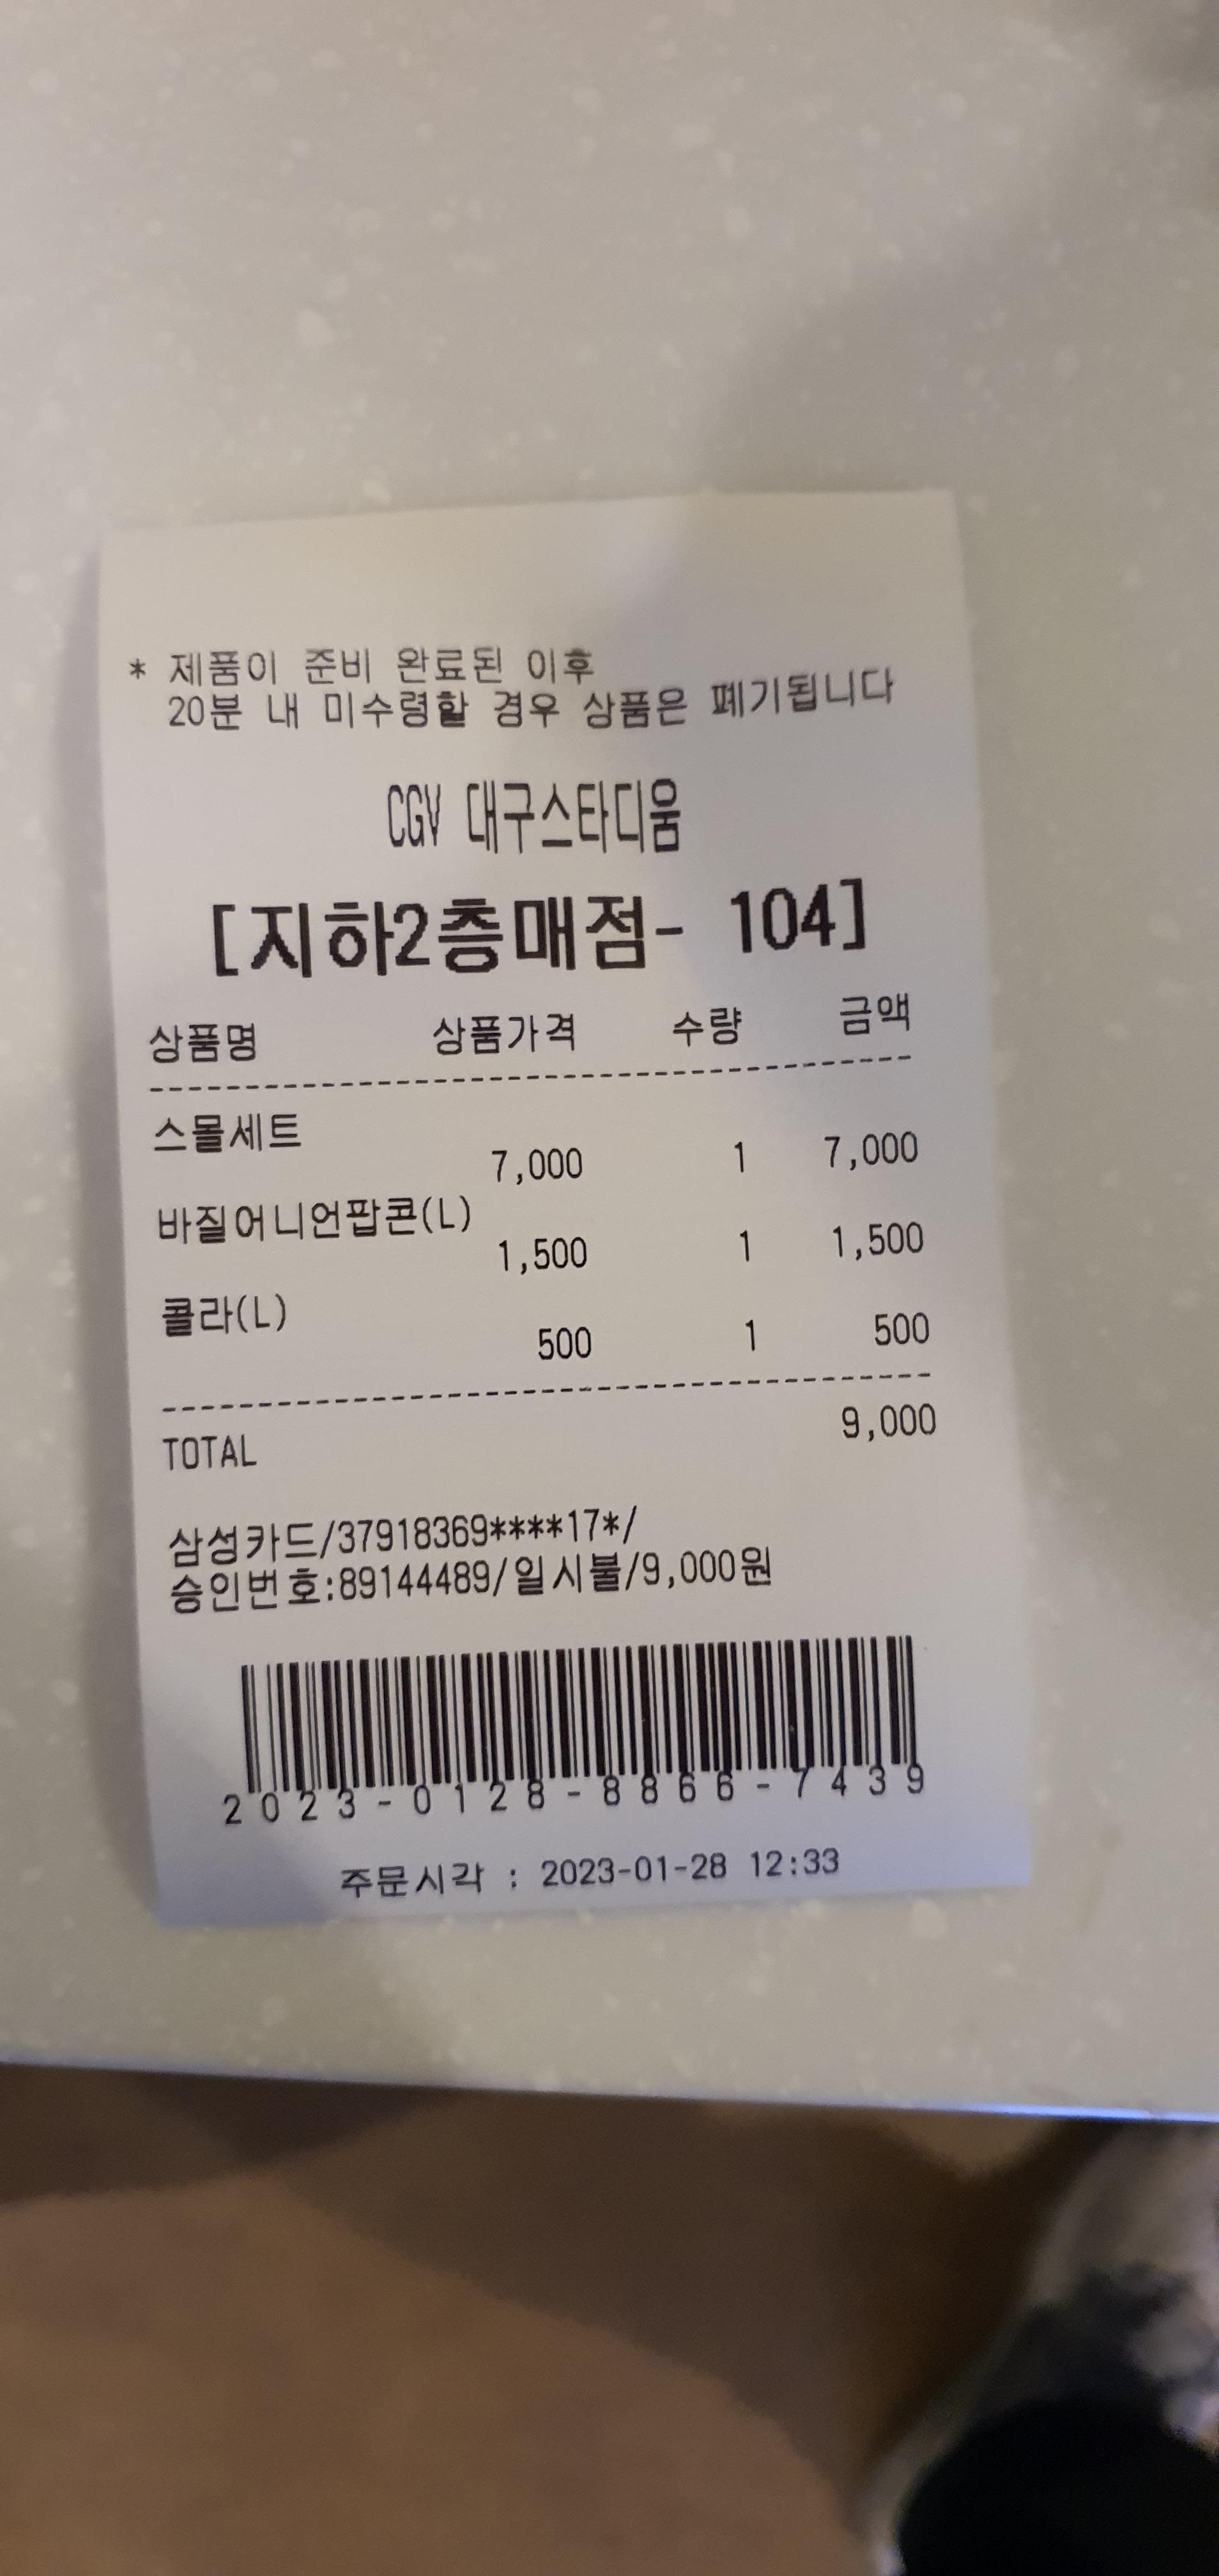 * 제품이 준비 완료된 이후
20분 내 미수령할 경우 상품은 폐기됩니다
CGV 대구스타디움
[지하2층매점- 104]
상품명 상품가격 수량 금액
스몰세트
7,000 1 7,000
바질어니언팝콘(L)
1,500 1 1,500
콜라(L)
500 1 500
TOTAL 9,000
삼성카드/37918369****17*/
승인번호:89144489/일시불/9,000원
2023-0128-8866-7439
주문시각 : 2023-01-28 12:33